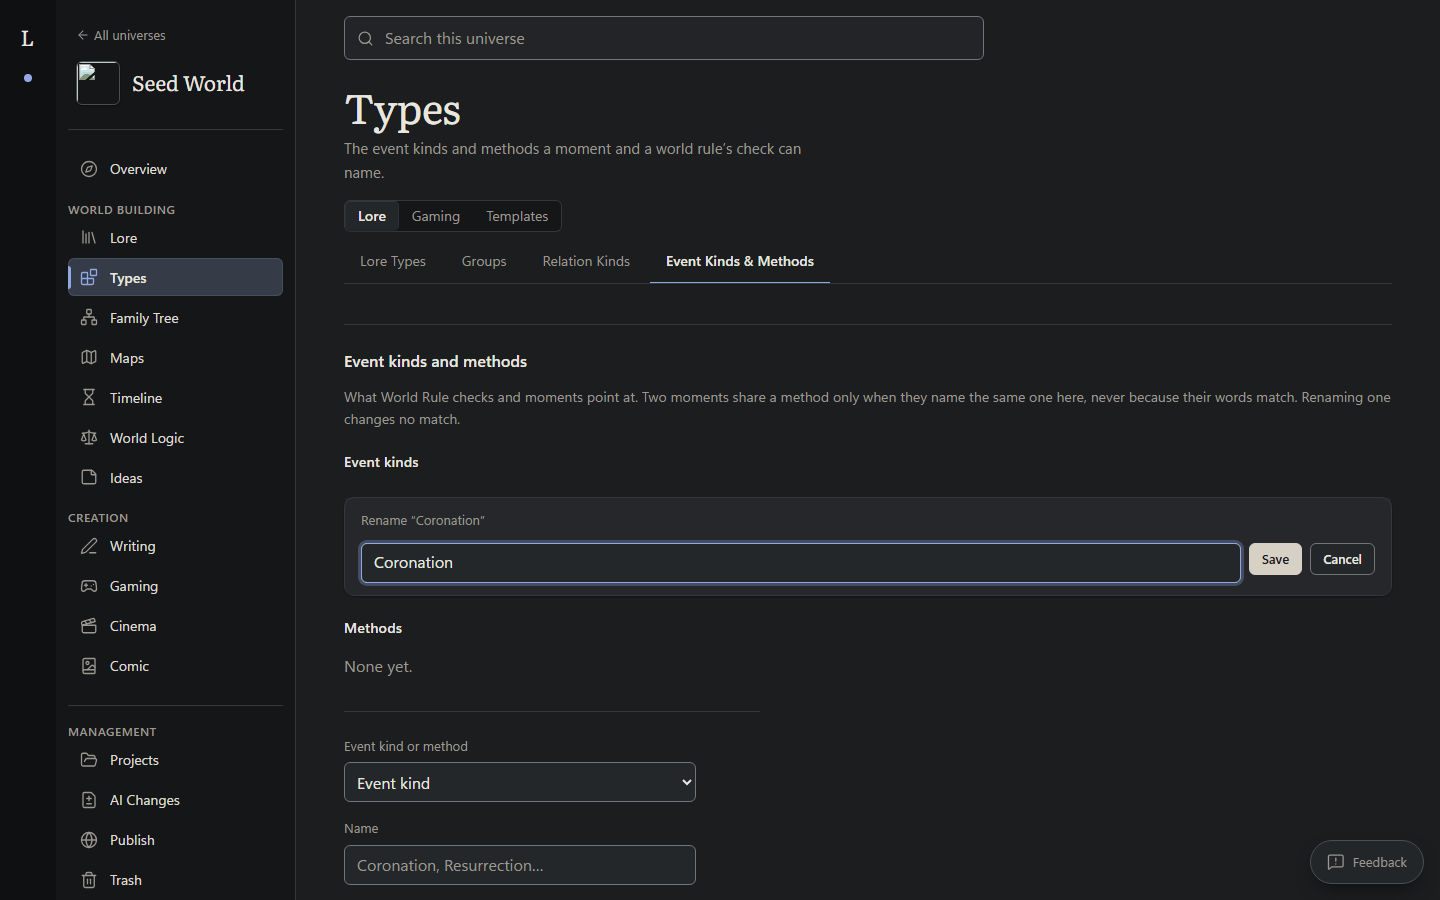 L
All universes
Seed World
Overview
WORLD BUILDING
Lore
Types
Family Tree
Maps
Timeline
World Logic
Ideas
CREATION
Writing
Gaming
Cinema
Comic
MANAGEMENT
Projects
AI Changes
Publish
Trash
Search this universe
Types
The event kinds and methods a moment and a world rule’s check can
name.
Lore Gaming Templates
Lore Types Groups Relation Kinds Event Kinds & Methods
Event kinds and methods
What World Rule checks and moments point at. Two moments share a method only when they name the same one here, never because their words match. Renaming one
changes no match.
Event kinds
Rename “Coronation”
Coronation
Save Cancel
Methods
None yet.
Event kind or method
Event kind
Name
Coronation, Resurrection...
Feedback